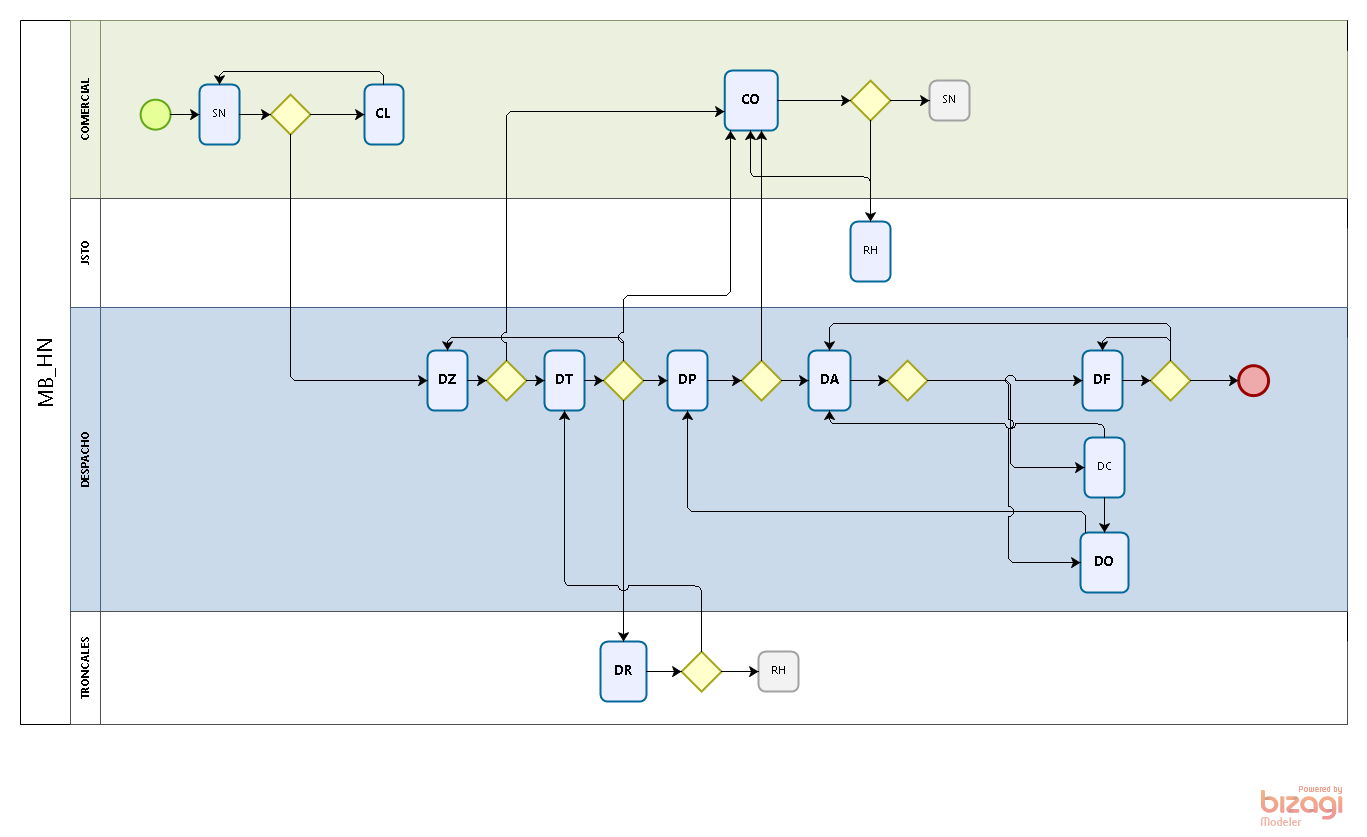 MB_HN
COMERCIAL
SN
CL
CO
SN
JSTO
RH
DESPACHO
DZ
DT
DP
DA
DF
DC
DO
TRONCALES
DR
RH
Powered by
bizagi
Modeler